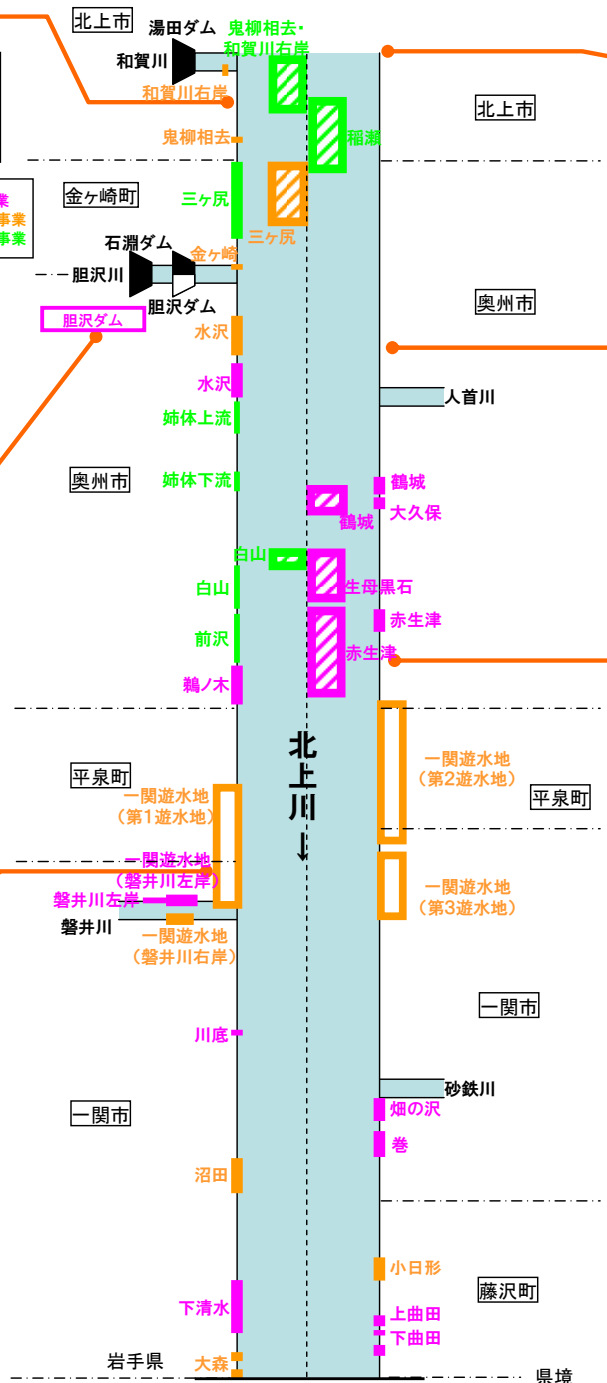 北上市
湯田ダム
鬼柳相去・
和賀川右岸
和賀川
和賀川右岸
北上市
鬼柳相去
稲瀬
業
事業
事業
金ヶ崎町
三ヶ尻
三ヶ尻
石淵ダム
金ヶ崎
胆沢川
胆沢ダム
胆沢ダム
奥州市
水沢
水沢
人首川
姉体上流
奥州市
姉体下流
鶴城
鶴城
大久保
白山
白山
生母黒石
前沢
赤生津
赤生津
鵜ノ木
北上川
↓
平泉町
一関遊水地
(第1遊水地)
一関遊水地
(第2遊水地)
平泉町
一関遊水地
(磐井川左岸)
磐井川左岸
磐井川
一関遊水地
(磐井川右岸)
一関遊水地
(第3遊水地)
一関市
川底
砂鉄川
畑の沢
一関市
巻
沼田
小日形
藤沢町
下清水
上曲田
下曲田
岩手県
大森
県境